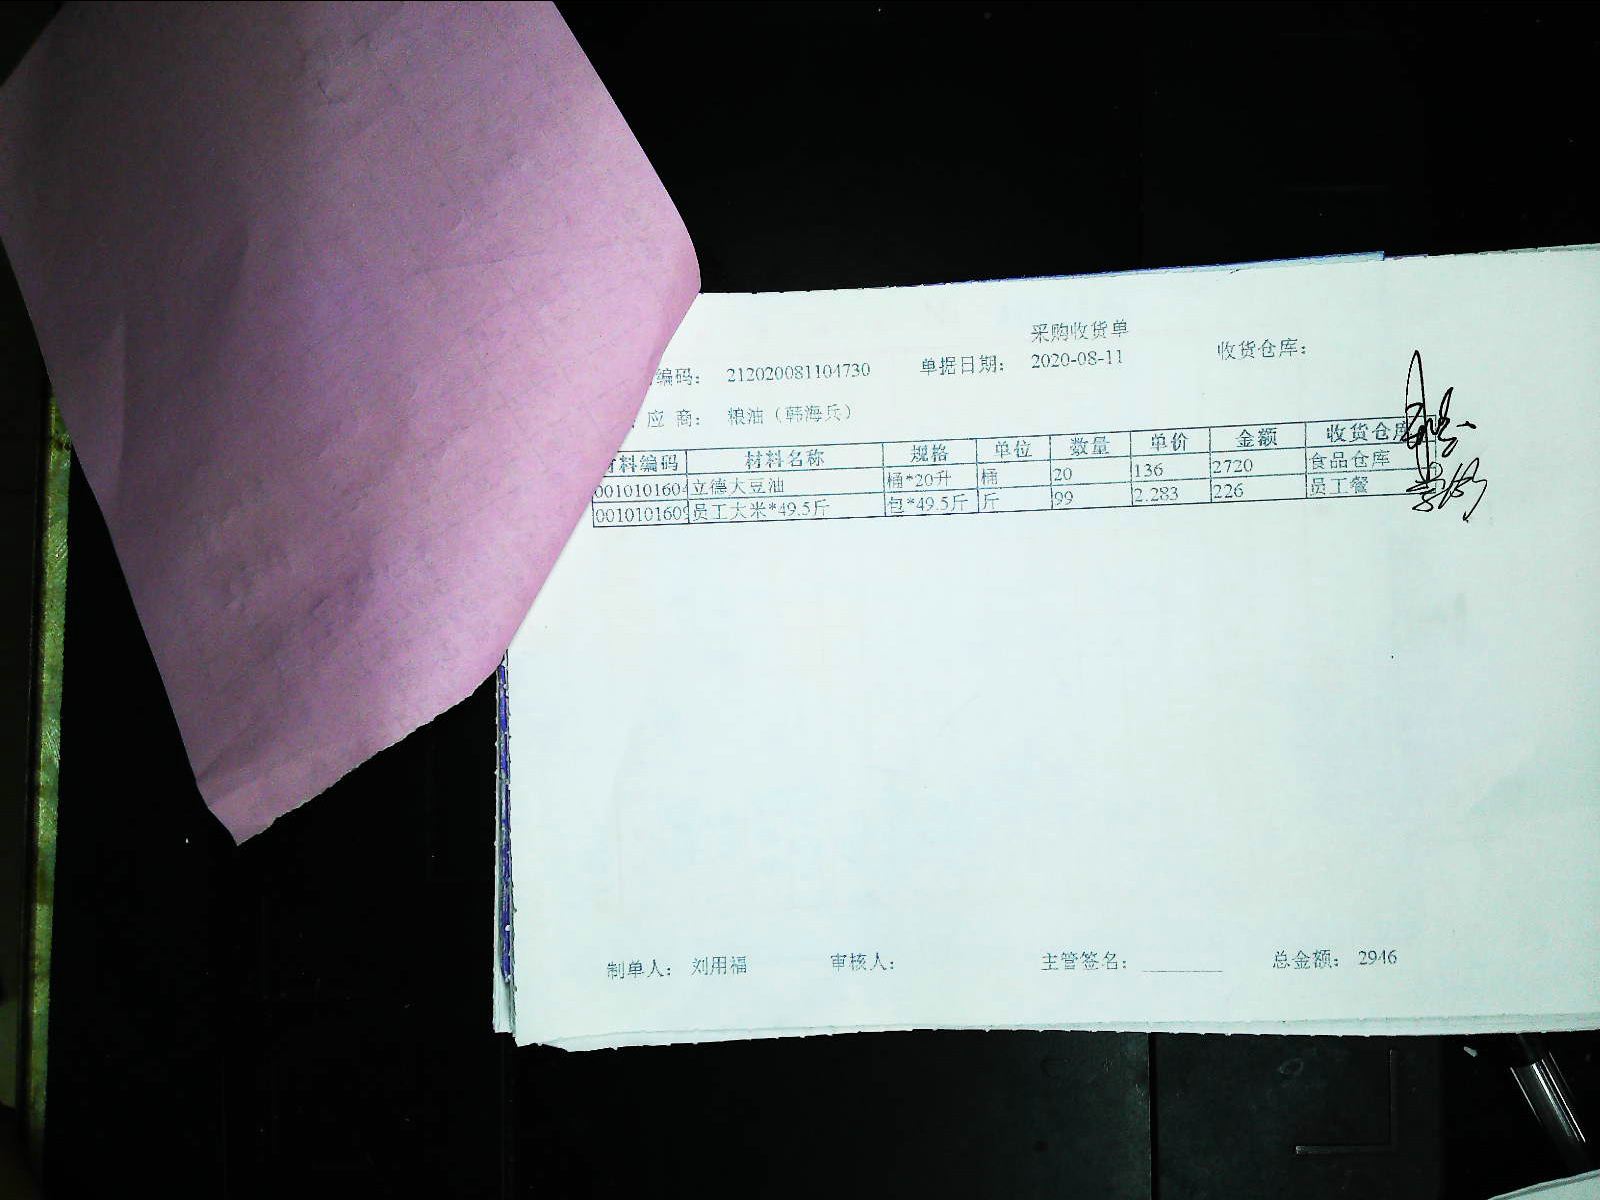 采购收货单
编码： 212020081104730 单据日期： 2020-08-11 收货仓库：
应 商： 粮油（韩海兵）
材料编码 材料名称 规格 单位 数量 单价 金额 收货仓库
0010101604 立德大豆油 桶*20升 桶 20 136 2720 食品仓库
0010101609 员工大米*49.5斤 包*49.5斤 斤 99 2.283 226 员工餐
制单人： 刘用福 审核人： 主管签名： 总金额： 2946